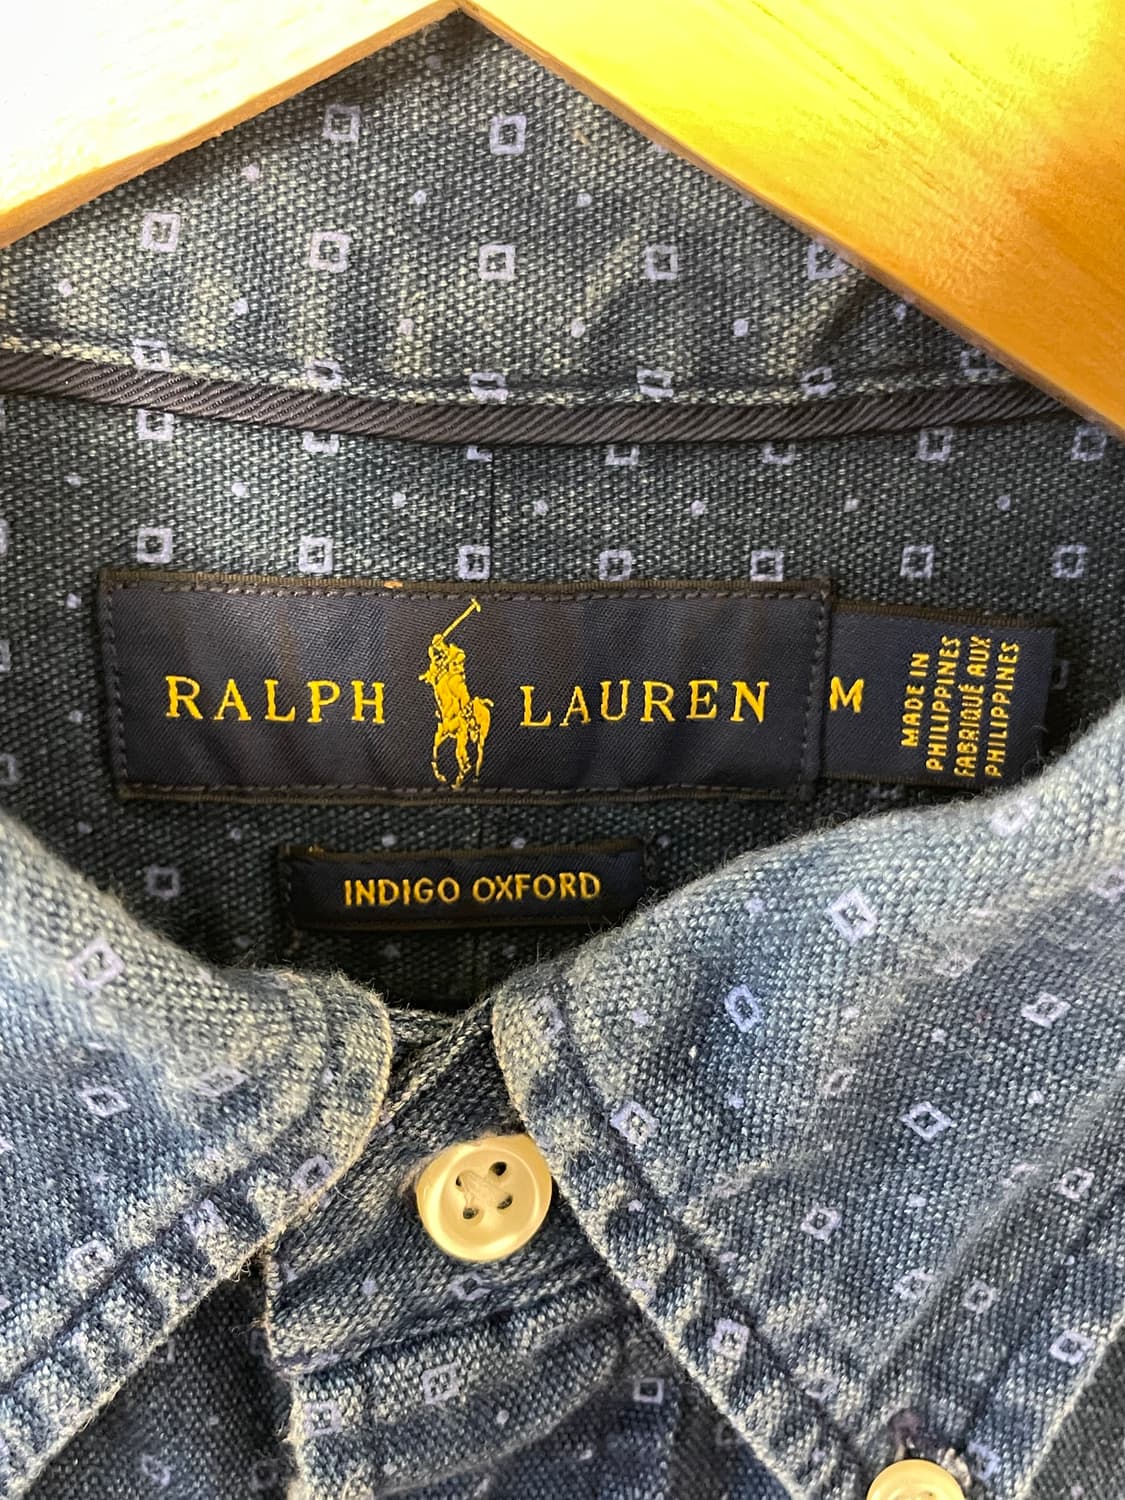 RALPH LAUREN
M
MADE IN
PHILIPPINES
FABRIQUÉ AUX
PHILIPPINES
INDIGO OXFORD